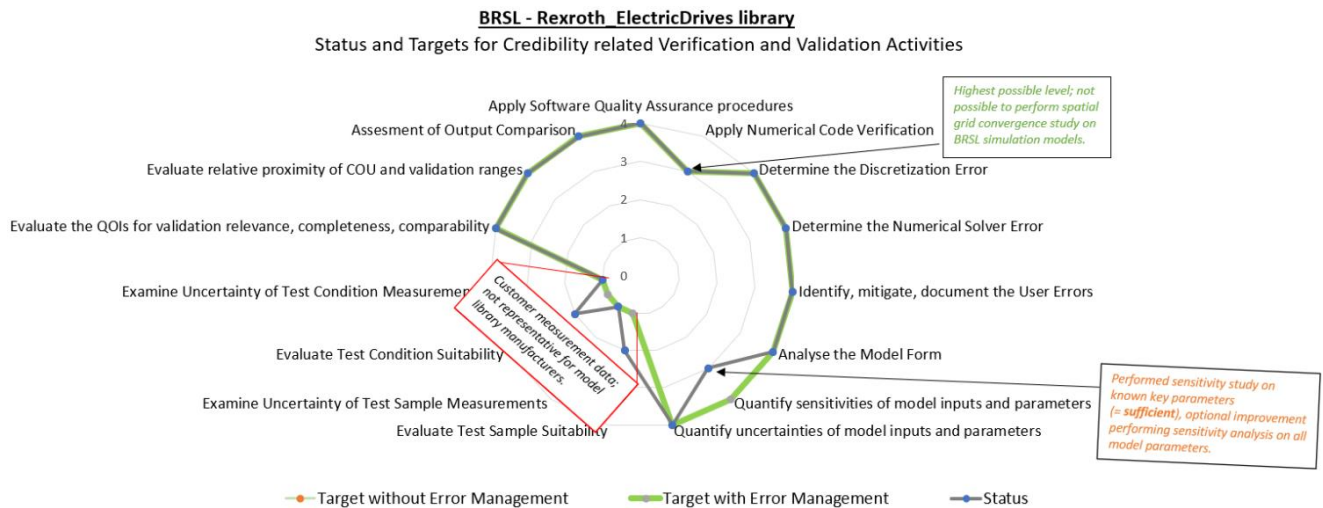 BRSL - Rexroth_ElectricDrives library
Status and Targets for Credibility related Verification and Validation Activities
Highest possible level; not
possible to perform spatial
grid convergence study on
BRSL simulation models.
Apply Software Quality Assurance procedures
Assesment of Output Comparison
Apply Numerical Code Verification
Evaluate relative proximity of COU and validation ranges
Determine the Discretization Error
Evaluate the QOIs for validation relevance, completeness, comparability
Determine the Numerical Solver Error
4
3
2
1
0
Examine Uncertainty of Test Condition Measuremen
Identify, mitigate, document the User Errors
Customer measurement data;
not representative for model
library manufacturers.
Evaluate Test Condition Suitability
Analyse the Model Form
Examine Uncertainty of Test Sample Measurements
Quantify sensitivities of model inputs and parameters
Evaluate Test Sample Suitability
Quantify uncertainties of model inputs and parameters
Performed sensitivity study on
known key parameters
(= sufficient), optional improvement
performing sensitivity analysis on all
model parameters.
Target without Error Management
Target with Error Management
Status